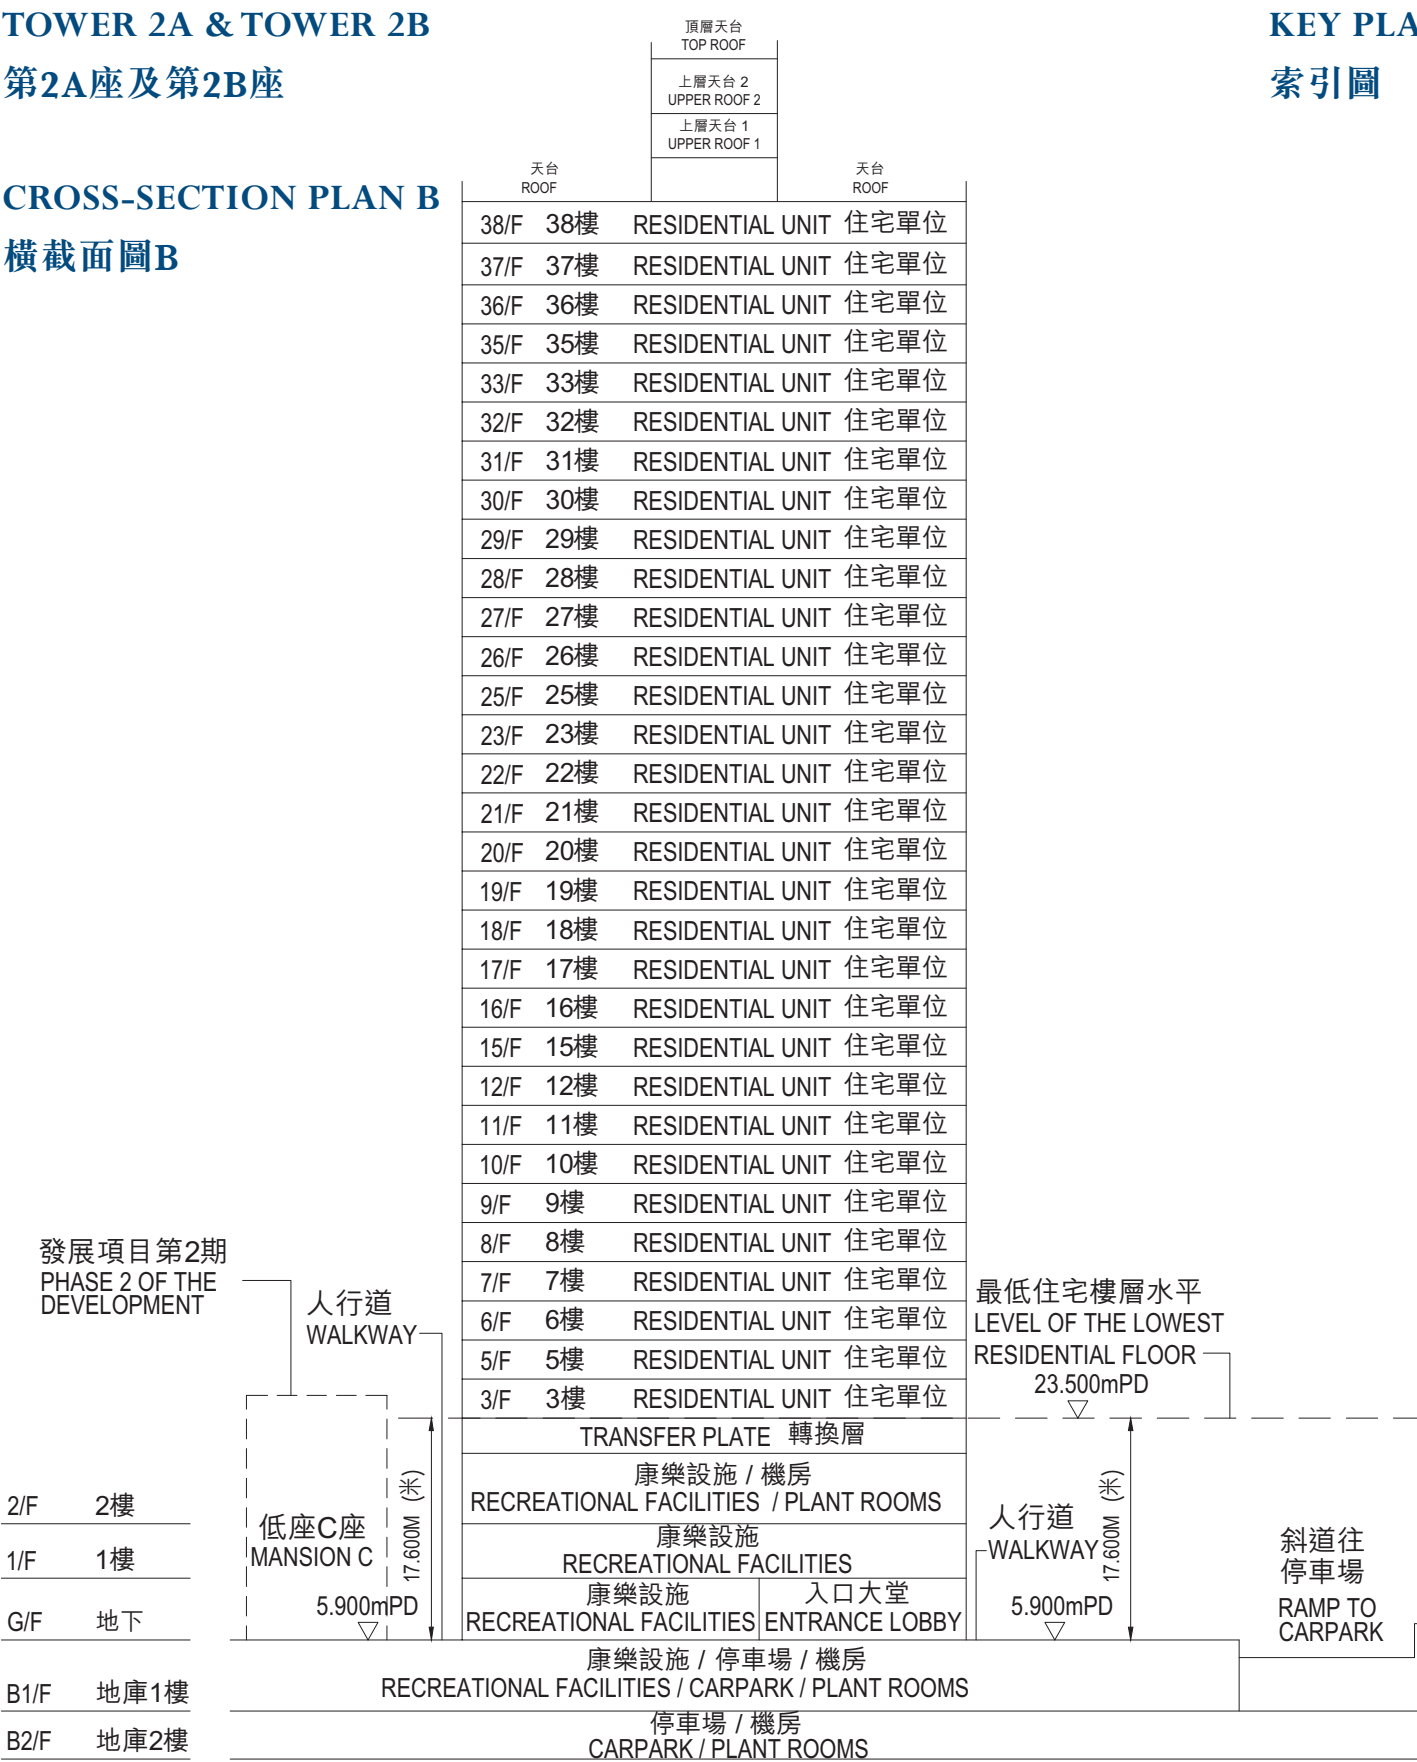 TOWER 2A & TOWER 2B
第2A座及第2B座
CROSS-SECTION PLAN B
橫截面圖B
KEY PLA
索引圖
頂層天台
TOP ROOF
上層天台 2
UPPER ROOF 2
上層天台 1
UPPER ROOF 1
天台
ROOF
天台
ROOF
38/F 38樓 RESIDENTIAL UNIT 住宅單位
37/F 37樓 RESIDENTIAL UNIT 住宅單位
36/F 36樓 RESIDENTIAL UNIT 住宅單位
35/F 35樓 RESIDENTIAL UNIT 住宅單位
33/F 33樓 RESIDENTIAL UNIT 住宅單位
32/F 32樓 RESIDENTIAL UNIT 住宅單位
31/F 31樓 RESIDENTIAL UNIT 住宅單位
30/F 30樓 RESIDENTIAL UNIT 住宅單位
29/F 29樓 RESIDENTIAL UNIT 住宅單位
28/F 28樓 RESIDENTIAL UNIT 住宅單位
27/F 27樓 RESIDENTIAL UNIT 住宅單位
26/F 26樓 RESIDENTIAL UNIT 住宅單位
25/F 25樓 RESIDENTIAL UNIT 住宅單位
23/F 23樓 RESIDENTIAL UNIT 住宅單位
22/F 22樓 RESIDENTIAL UNIT 住宅單位
21/F 21樓 RESIDENTIAL UNIT 住宅單位
20/F 20樓 RESIDENTIAL UNIT 住宅單位
19/F 19樓 RESIDENTIAL UNIT 住宅單位
18/F 18樓 RESIDENTIAL UNIT 住宅單位
17/F 17樓 RESIDENTIAL UNIT 住宅單位
16/F 16樓 RESIDENTIAL UNIT 住宅單位
15/F 15樓 RESIDENTIAL UNIT 住宅單位
12/F 12樓 RESIDENTIAL UNIT 住宅單位
11/F 11樓 RESIDENTIAL UNIT 住宅單位
10/F 10樓 RESIDENTIAL UNIT 住宅單位
9/F 9樓 RESIDENTIAL UNIT 住宅單位
8/F 8樓 RESIDENTIAL UNIT 住宅單位
7/F 7樓 RESIDENTIAL UNIT 住宅單位
6/F 6樓 RESIDENTIAL UNIT 住宅單位
5/F 5樓 RESIDENTIAL UNIT 住宅單位
3/F 3樓 RESIDENTIAL UNIT 住宅單位
發展項目第2期
PHASE 2 OF THE
DEVELOPMENT
人行道
WALKWAY
最低住宅樓層水平
LEVEL OF THE LOWEST
RESIDENTIAL FLOOR
23.500mPD
TRANSFER PLATE 轉換層
康樂設施 / 機房
RECREATIONAL FACILITIES / PLANT ROOMS
2/F 2樓
康樂設施
RECREATIONAL FACILITIES
1/F 1樓
低座C座
MANSION C
17.600M (米)
5.900mPD
康樂設施
RECREATIONAL FACILITIES
入口大堂
ENTRANCE LOBBY
G/F 地下
人行道
WALKWAY
17.600M (米)
5.900mPD
斜道往
停車場
RAMP TO
CARPARK
康樂設施 / 停車場 / 機房
RECREATIONAL FACILITIES / CARPARK / PLANT ROOMS
B1/F 地庫1樓
停車場 / 機房
CARPARK / PLANT ROOMS
B2/F 地庫2樓